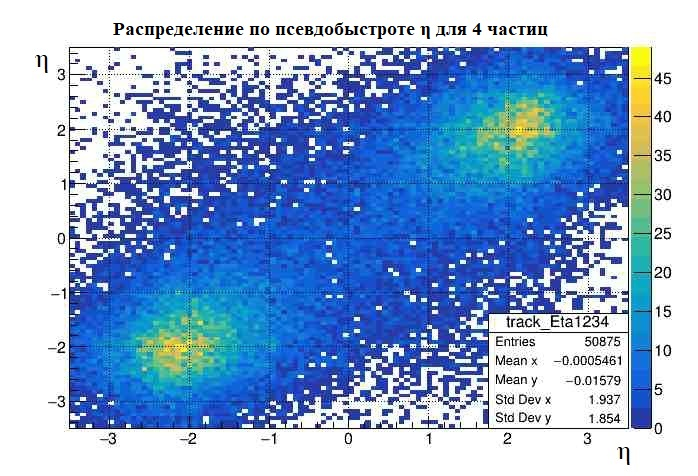 Распределение по псевдобыстроте η для 4 частиц
η
3
2
1
0
−1
−2
−3
−3 −2 −1 0 1 2 3
η
45
40
35
30
25
20
15
10
5
0
track_Eta1234
Entries 50875
Mean x −0.0005461
Mean y −0.01579
Std Dev x 1.937
Std Dev y 1.854